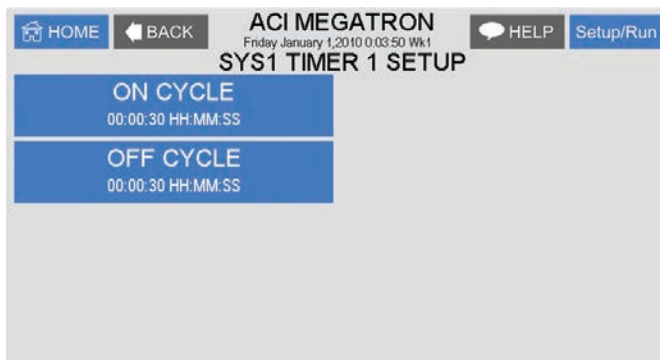 HOME
BACK
ACI MEGATRON
Friday January 1,2010 0:03:50 Wk1
HELP
Setup/Run
SYS1 TIMER 1 SETUP
ON CYCLE
00:00:30 HH:MM:SS
OFF CYCLE
00:00:30 HH:MM:SS